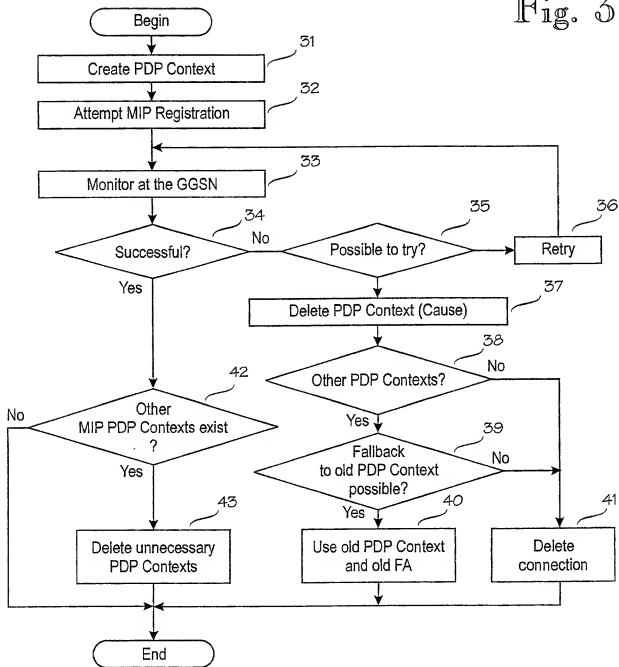 Fig. 3
Begin
31
Create PDP Context
32
Attempt MIP Registration
33
Monitor at the GGSN
34
Successful?
No
35
Possible to try?
36
Retry
Yes
37
Delete PDP Context (Cause)
38
Other PDP Contexts?
No
Yes
42
Other
MIP PDP Contexts exist
?
No
Yes
39
Fallback
to old PDP Context
possible?
No
Yes
43
Delete unnecessary
PDP Contexts
40
Use old PDP Context
and old FA
41
Delete
connection
End